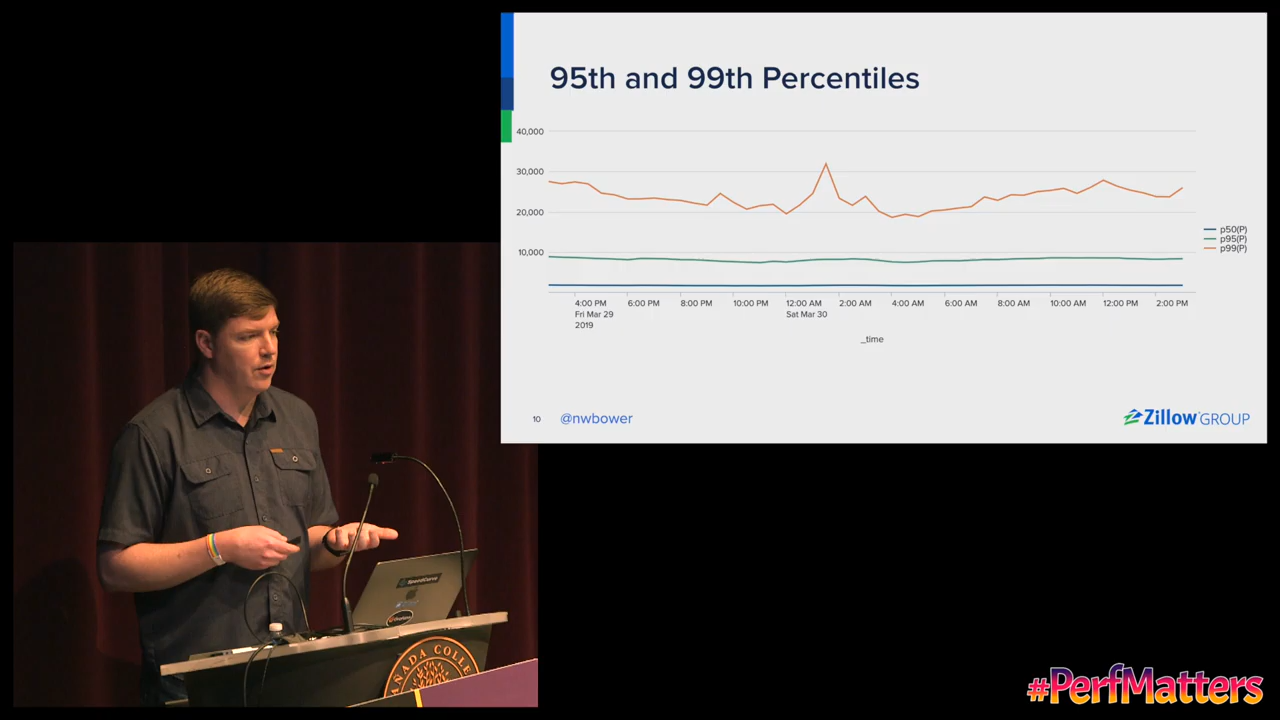 95th and 99th Percentiles
40,000
30,000
20,000
10,000
p50(P)
p95(P)
p99(P)
4:00 PM 6:00 PM 8:00 PM 10:00 PM 12:00 AM 2:00 AM 4:00 AM 6:00 AM 8:00 AM 10:00 AM 12:00 PM 2:00 PM
Fri Mar 29 Sat Mar 30
2019
_time
10 @nwbower
Zillow GROUP
SpeedCurve
CANADA COLLE
#PerfMatters